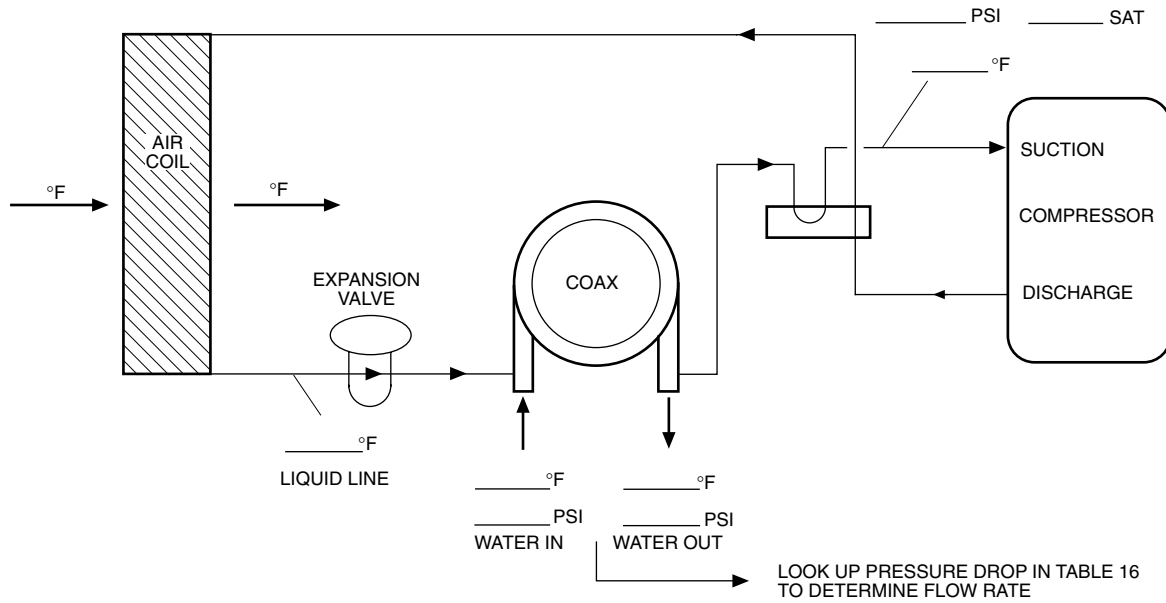 PSI SAT
°F
AIR
COIL
SUCTION
°F °F
COMPRESSOR
EXPANSION
VALVE
COAX
DISCHARGE
°F
LIQUID LINE
°F °F
PSI PSI
WATER IN WATER OUT
LOOK UP PRESSURE DROP IN TABLE 16
TO DETERMINE FLOW RATE